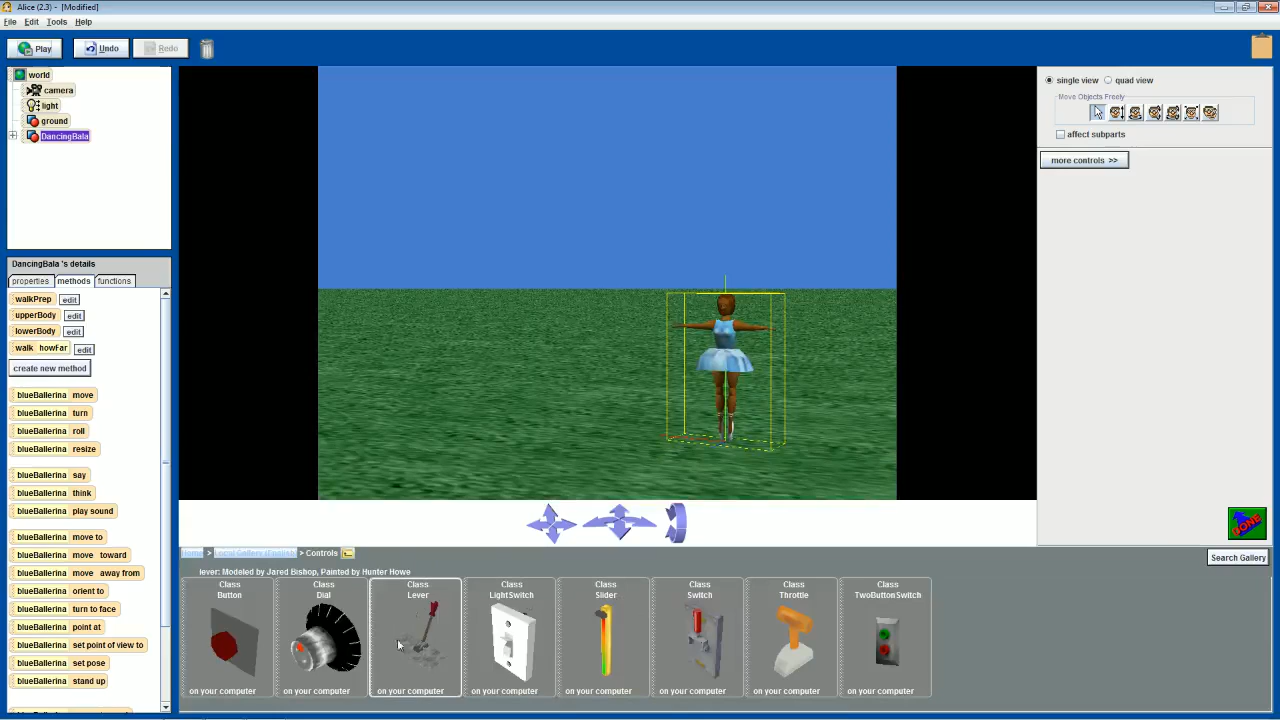 Alice (2.3) - [Modified]
File Edit Tools Help
Play Undo Redo
world
camera
light
ground
DancingBala
single view quad view
Move Objects Freely
affect subparts
more controls >>
DancingBala 's details
properties methods functions
walkPrep edit
upperBody edit
lowerBody edit
walk howFar edit
create new method
blueBallerina move
blueBallerina turn
blueBallerina roll
blueBallerina resize
blueBallerina say
blueBallerina think
blueBallerina play sound
blueBallerina move to
blueBallerina move toward
blueBallerina move away from
blueBallerina orient to
blueBallerina turn to face
blueBallerina point at
blueBallerina set point of view to
blueBallerina set pose
blueBallerina stand up
DONE
Home > Local Gallery (English) > Controls
Search Gallery
lever: Modeled by Jared Bishop, Painted by Hunter Howe
Class Button on your computer
Class Dial on your computer
Class Lever on your computer
Class LightSwitch on your computer
Class Slider on your computer
Class Switch on your computer
Class Throttle on your computer
Class TwoButtonSwitch on your computer